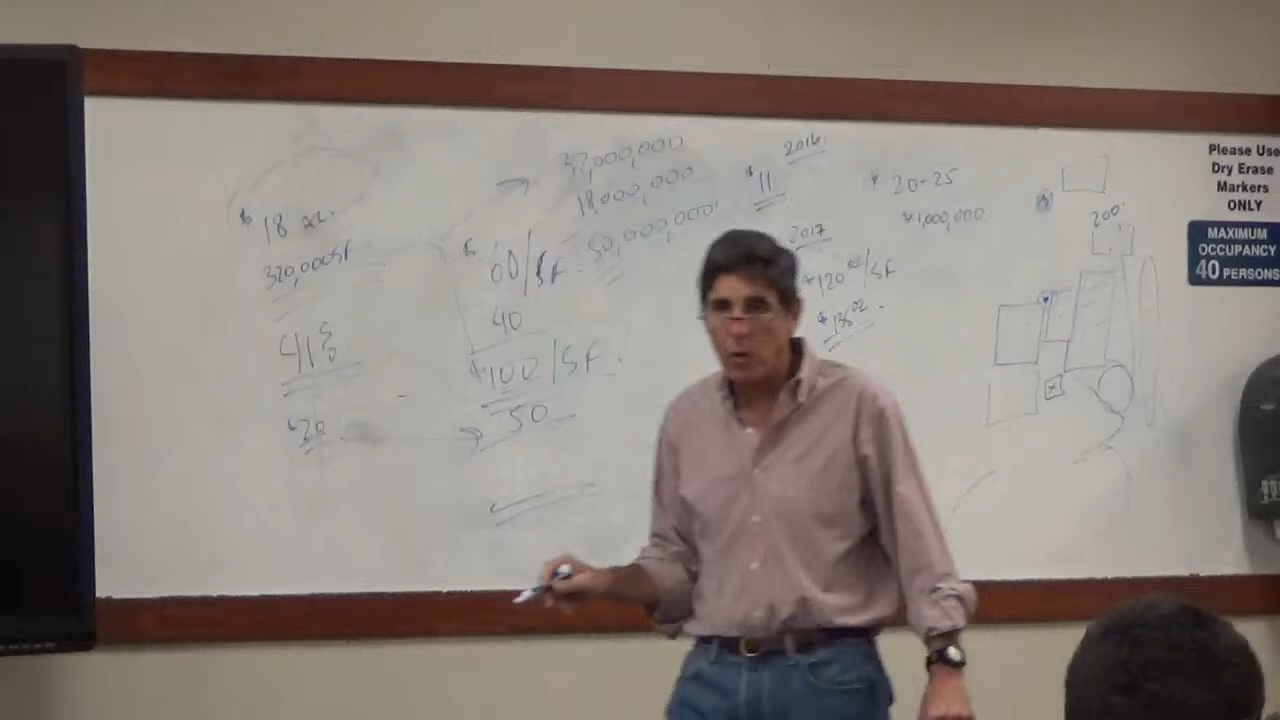 $18
320,000SF
$
00/SF
40
$100/SF
50
20
37,000,000
18,000,000
50,000,000
2016
$11
2017
$120/SF
20-25
$1,000,000
200'
Please Use
Dry Erase
Markers
ONLY
MAXIMUM
OCCUPANCY
40 PERSONS